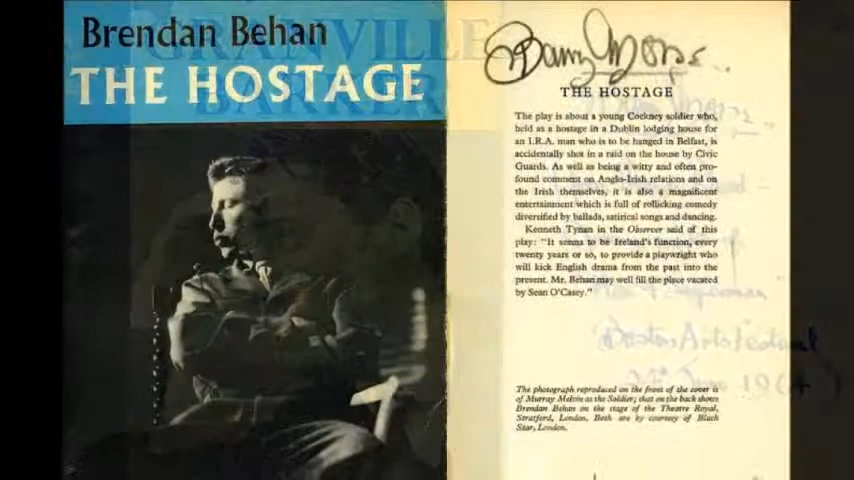 Brendan Behan
THE HOSTAGE
GRANVILLE
BARKER
Barry Morse
THE HOSTAGE
The play is about a young Cockney soldier who,
held as a hostage in a Dublin lodging house for
an I.R.A. man who is to be hanged in Belfast, is
accidentally shot in a raid on the house by Civic
Guards. As well as being a witty and often pro-
found comment on Anglo-Irish relations and on
the Irish themselves, it is also a magnificent
entertainment which is full of rollicking comedy
diversified by ballads, satirical songs and dancing.
Kenneth Tynan in the Observer said of this
play: "It seems to be Ireland's function, every
twenty years or so, to provide a playwright who
will kick English drama from the past into the
present. Mr. Behan may well fill the place vacated
by Sean O'Casey."
Boston Arts Festival
1964
The photograph reproduced on the front of the cover is
of Murray Melvin as the Soldier; that on the back shows
Brendan Behan on the stage of the Theatre Royal,
Stratford, London. Both are by courtesy of Black
Star, London.